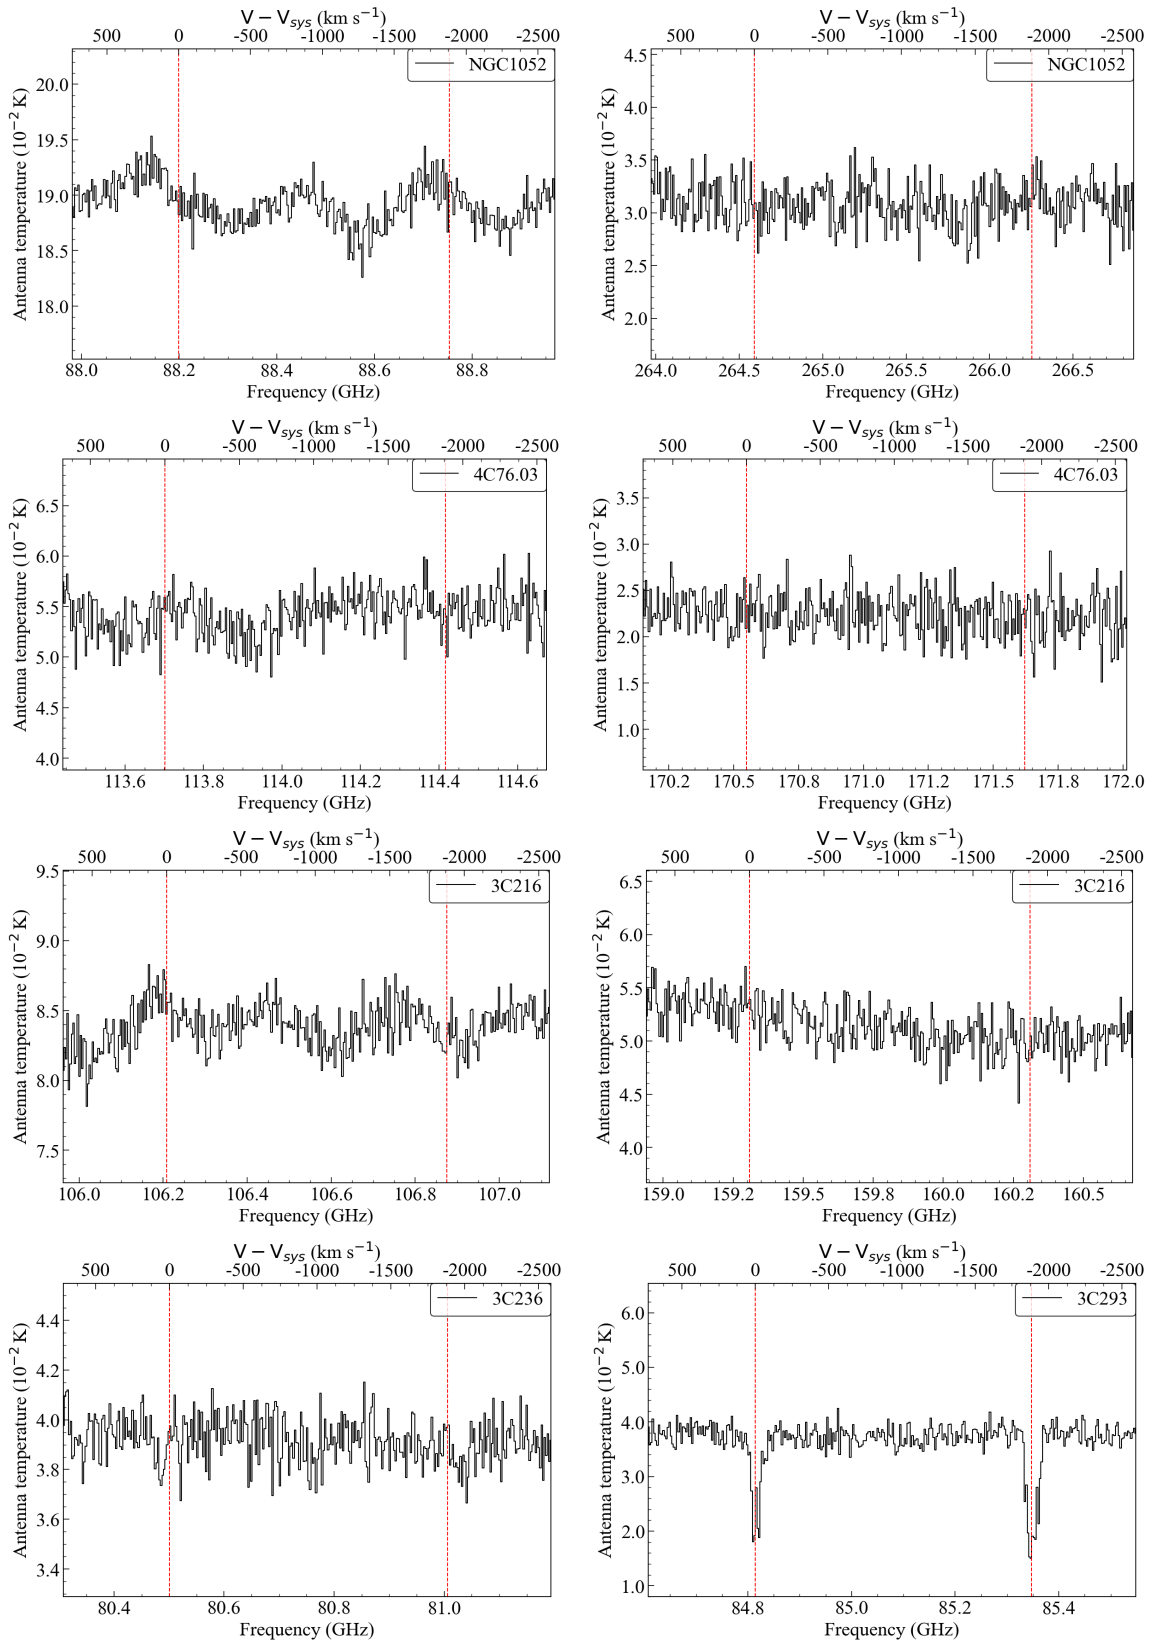 V − Vsys (km s−1)
500 0 -500 -1000 -1500 -2000 -2500
NGC1052
Antenna temperature (10−2 K)
20.0
19.5
19.0
18.5
18.0
88.0 88.2 88.4 88.6 88.8
Frequency (GHz)
V − Vsys (km s−1)
500 0 -500 -1000 -1500 -2000 -2500
NGC1052
Antenna temperature (10−2 K)
4.5
4.0
3.5
3.0
2.5
2.0
264.0 264.5 265.0 265.5 266.0 266.5
Frequency (GHz)
V − Vsys (km s−1)
500 0 -500 -1000 -1500 -2000 -2500
4C76.03
Antenna temperature (10−2 K)
6.5
6.0
5.5
5.0
4.5
4.0
113.6 113.8 114.0 114.2 114.4 114.6
Frequency (GHz)
V − Vsys (km s−1)
500 0 -500 -1000 -1500 -2000 -2500
4C76.03
Antenna temperature (10−2 K)
3.5
3.0
2.5
2.0
1.5
1.0
170.2 170.5 170.8 171.0 171.2 171.5 171.8 172.0
Frequency (GHz)
V − Vsys (km s−1)
500 0 -500 -1000 -1500 -2000 -2500
3C216
Antenna temperature (10−2 K)
9.5
9.0
8.5
8.0
7.5
106.0 106.2 106.4 106.6 106.8 107.0
Frequency (GHz)
V − Vsys (km s−1)
500 0 -500 -1000 -1500 -2000 -2500
3C216
Antenna temperature (10−2 K)
6.5
6.0
5.5
5.0
4.5
4.0
159.0 159.2 159.5 159.8 160.0 160.2 160.5
Frequency (GHz)
V − Vsys (km s−1)
500 0 -500 -1000 -1500 -2000 -2500
3C236
Antenna temperature (10−2 K)
4.4
4.2
4.0
3.8
3.6
3.4
80.4 80.6 80.8 81.0
Frequency (GHz)
V − Vsys (km s−1)
500 0 -500 -1000 -1500 -2000 -2500
3C293
Antenna temperature (10−2 K)
6.0
5.0
4.0
3.0
2.0
1.0
84.8 85.0 85.2 85.4
Frequency (GHz)